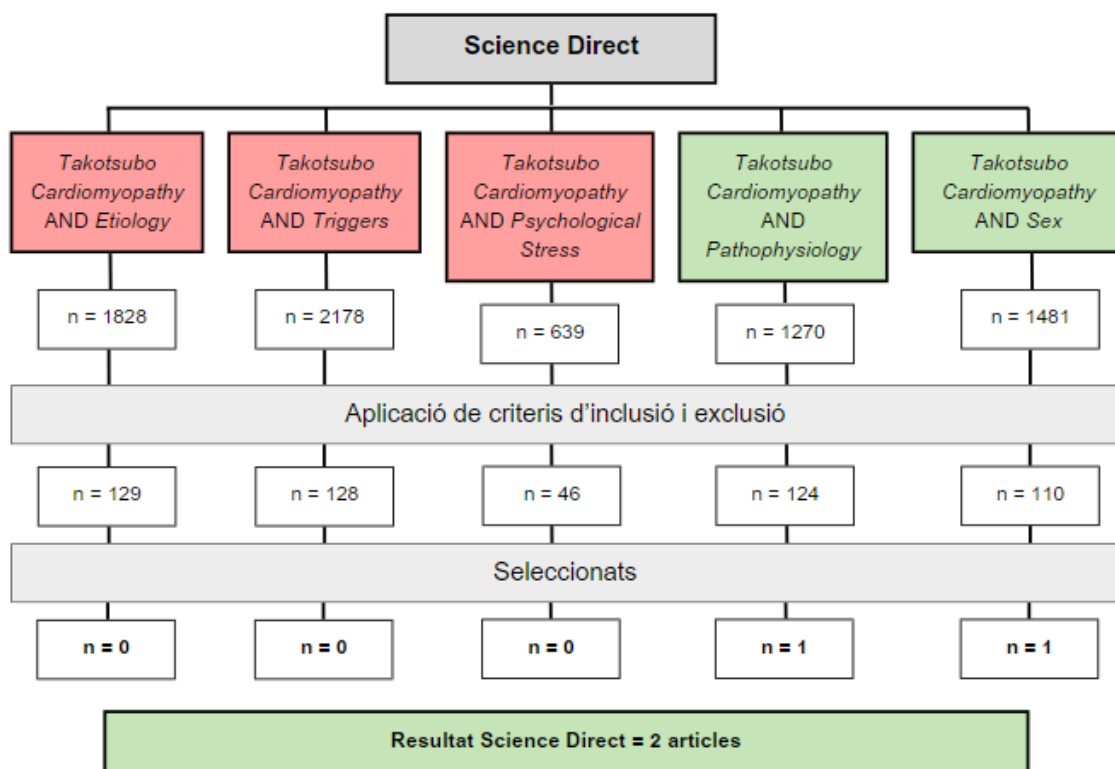 Science Direct
Takotsubo
Cardiomyopathy
AND Etiology
Takotsubo
Cardiomyopathy
AND Triggers
Takotsubo
Cardiomyopathy
AND Psychological
Stress
Takotsubo
Cardiomyopathy
AND
Pathophysiology
Takotsubo
Cardiomyopathy
AND Sex
n = 1828
n = 2178
n = 639
n = 1270
n = 1481
Aplicació de criteris d'inclusió i exclusió
n = 129
n = 128
n = 46
n = 124
n = 110
Seleccionats
n = 0
n = 0
n = 0
n = 1
n = 1
Resultat Science Direct = 2 articles